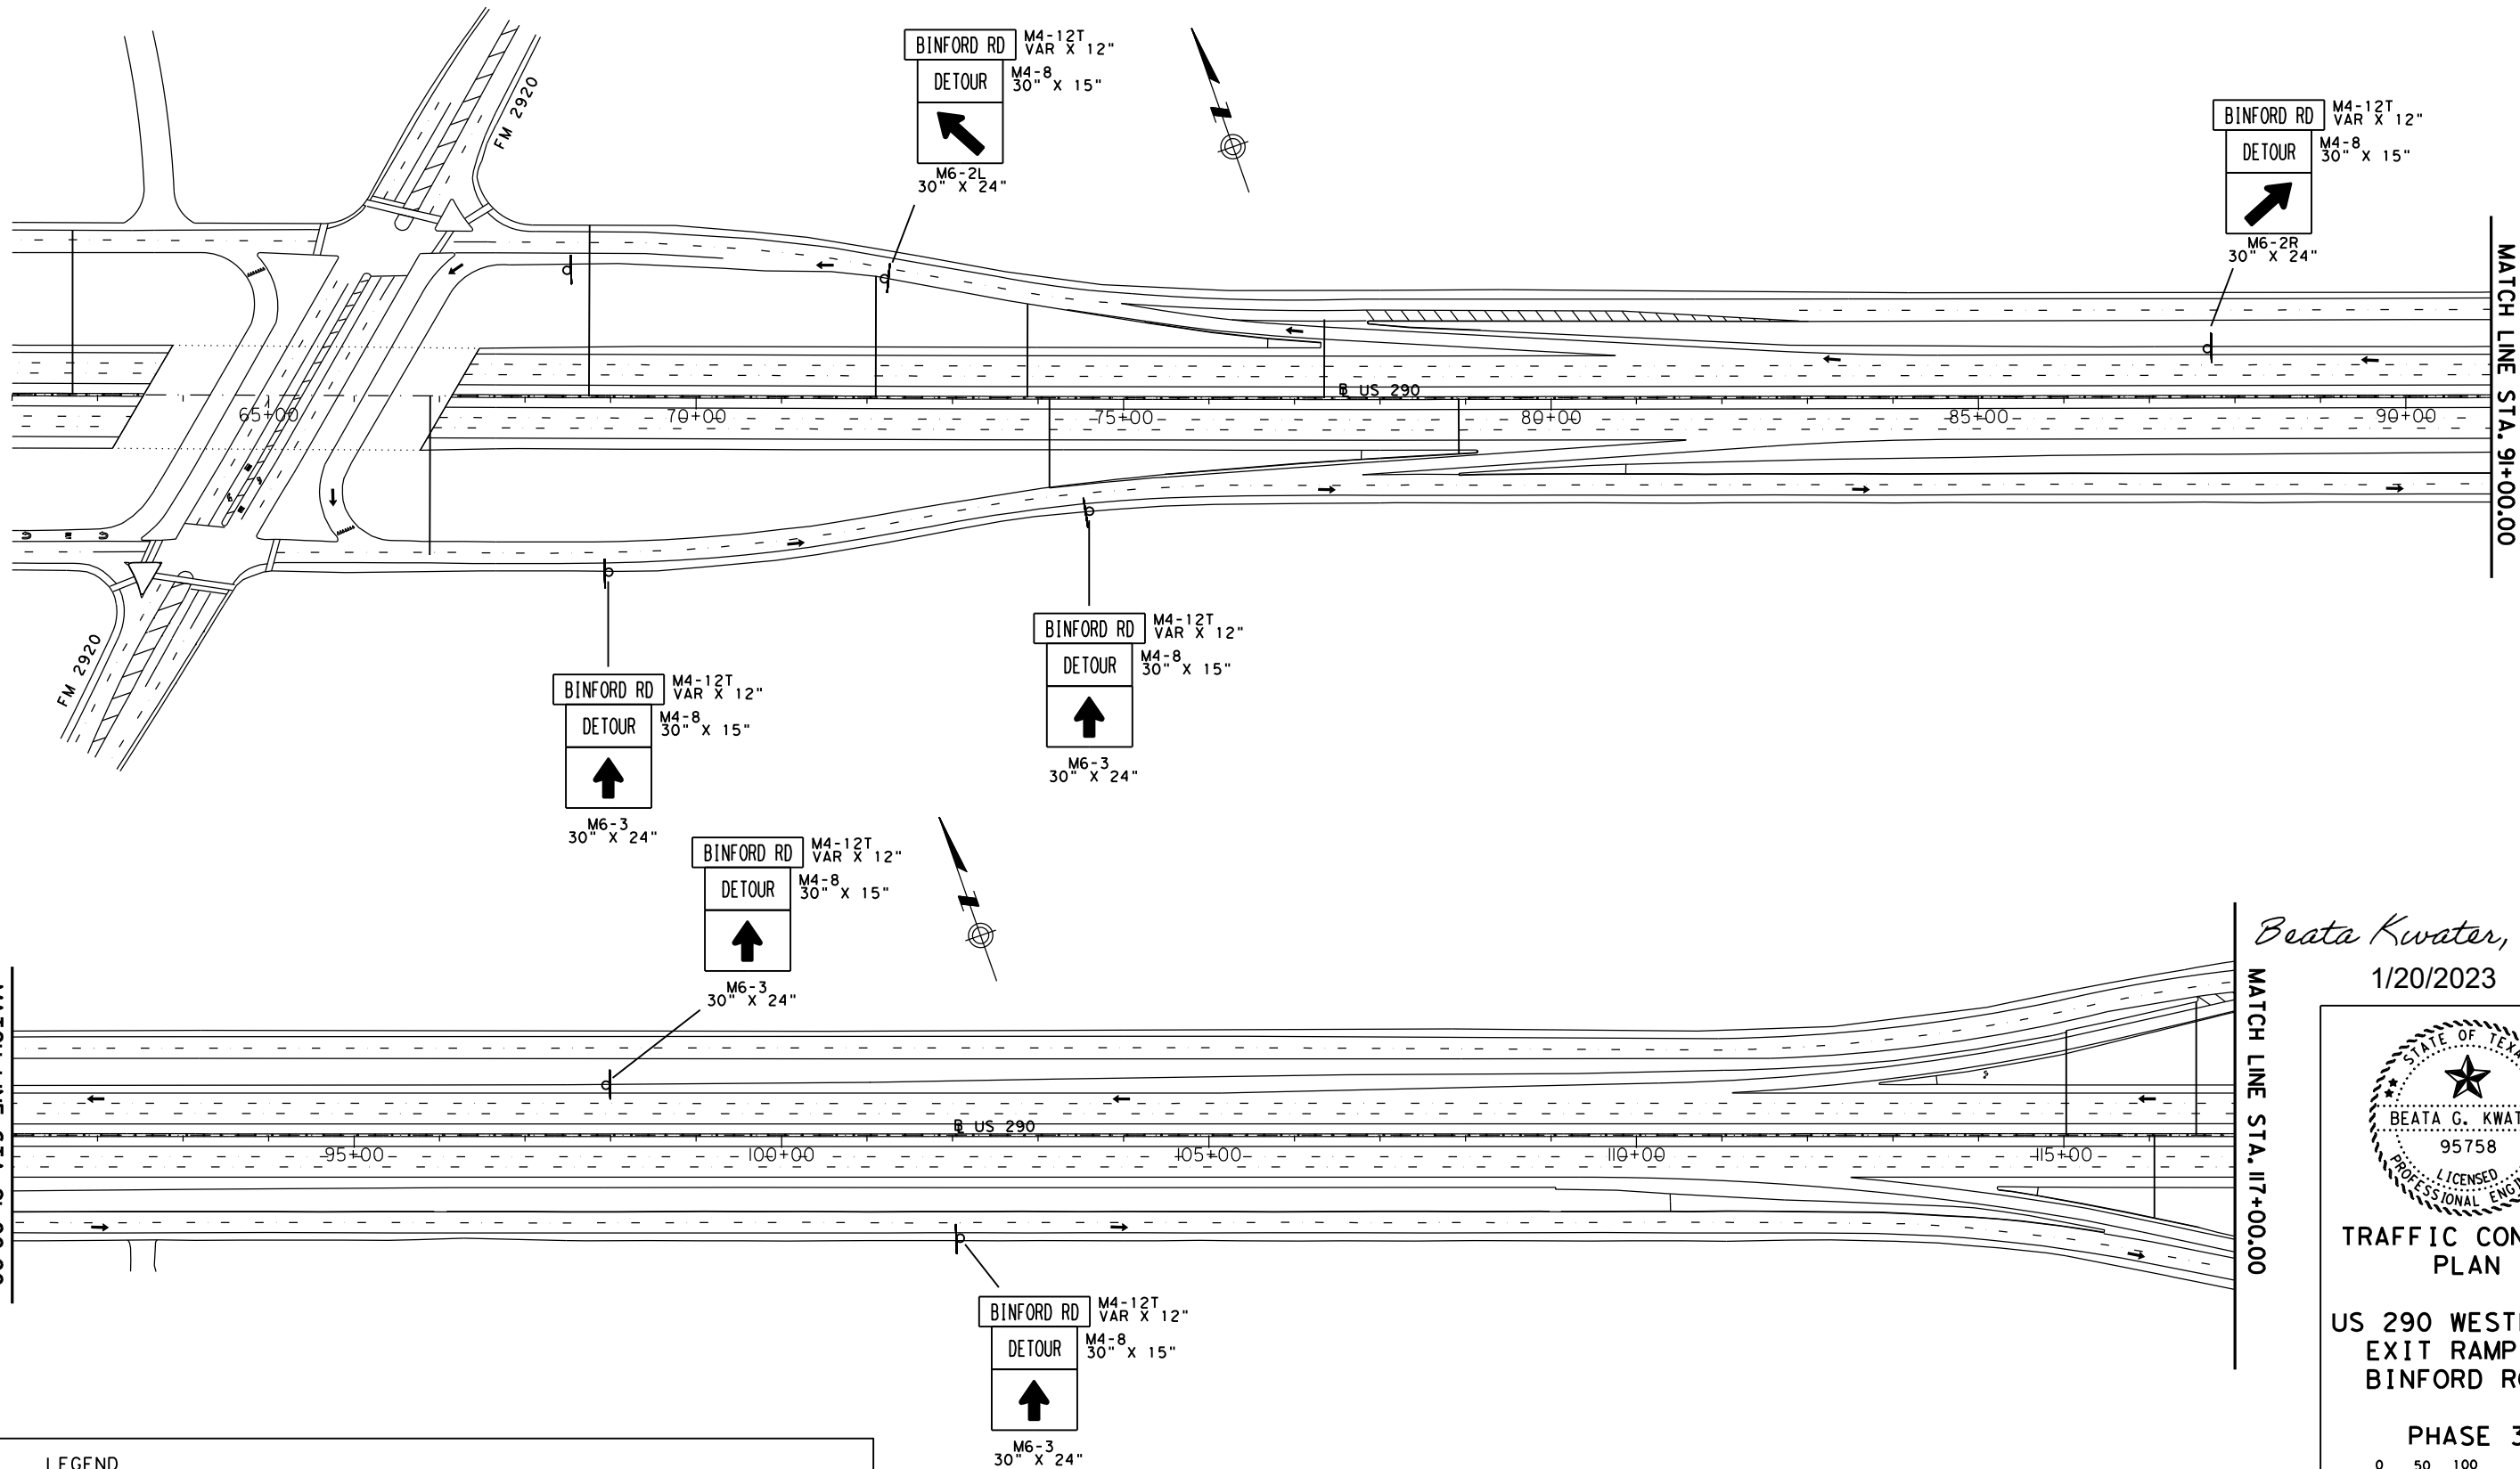 BINFORD RD
M4-12T
VAR X 12"
DETOUR
M4-8
30" X 15"
M6-2L
30" X 24"
BINFORD RD
M4-12T
VAR X 12"
DETOUR
M4-8
30" X 15"
M6-2R
30" X 24"
FM 2920
MATCH LINE STA. 91+00.00
US 290
65+00
70+00
75+00
80+00
85+00
90+00
FM 2920
BINFORD RD
M4-12T
VAR X 12"
DETOUR
M4-8
30" X 15"
M6-3
30" X 24"
BINFORD RD
M4-12T
VAR X 12"
DETOUR
M4-8
30" X 15"
M6-3
30" X 24"
BINFORD RD
M4-12T
VAR X 12"
DETOUR
M4-8
30" X 15"
M6-3
30" X 24"
MATCH LINE STA. 117+00.00
US 290
95+00
100+00
105+00
110+00
115+00
BINFORD RD
M4-12T
VAR X 12"
DETOUR
M4-8
30" X 15"
M6-3
30" X 24"
Beata Kwater,
1/20/2023
STATE OF TEXA
BEATA G. KWAT
95758
LICENSED
PROFESSIONAL ENGI
TRAFFIC CON
PLAN
US 290 WEST
EXIT RAMP
BINFORD R
PHASE 3
0 50 100
LEGEND